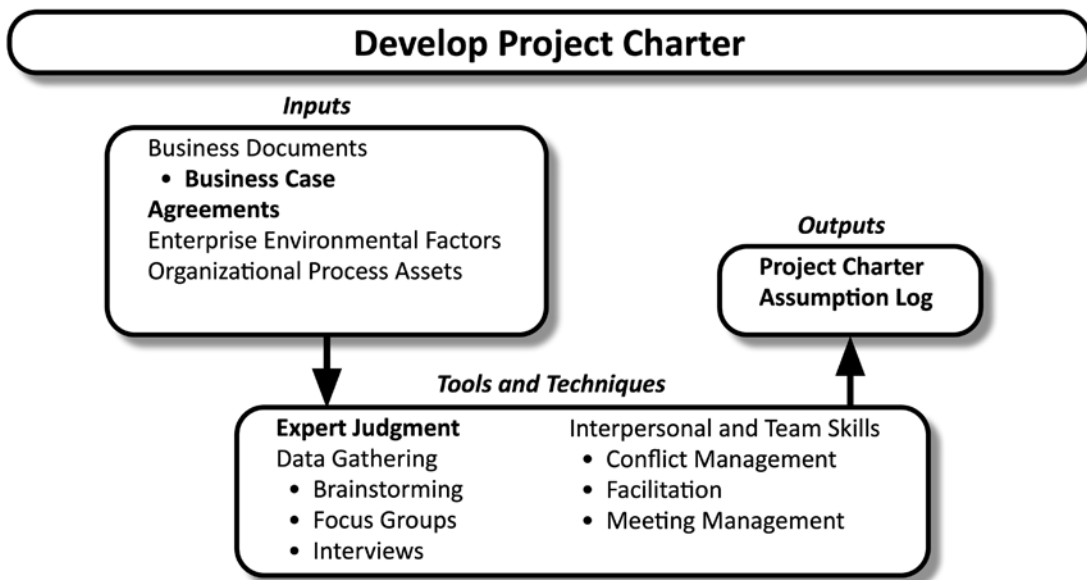 Develop Project Charter
Inputs
Business Documents
• Business Case
Agreements
Enterprise Environmental Factors
Organizational Process Assets
Outputs
Project Charter
Assumption Log
Tools and Techniques
Expert Judgment
Data Gathering
• Brainstorming
• Focus Groups
• Interviews
Interpersonal and Team Skills
• Conflict Management
• Facilitation
• Meeting Management